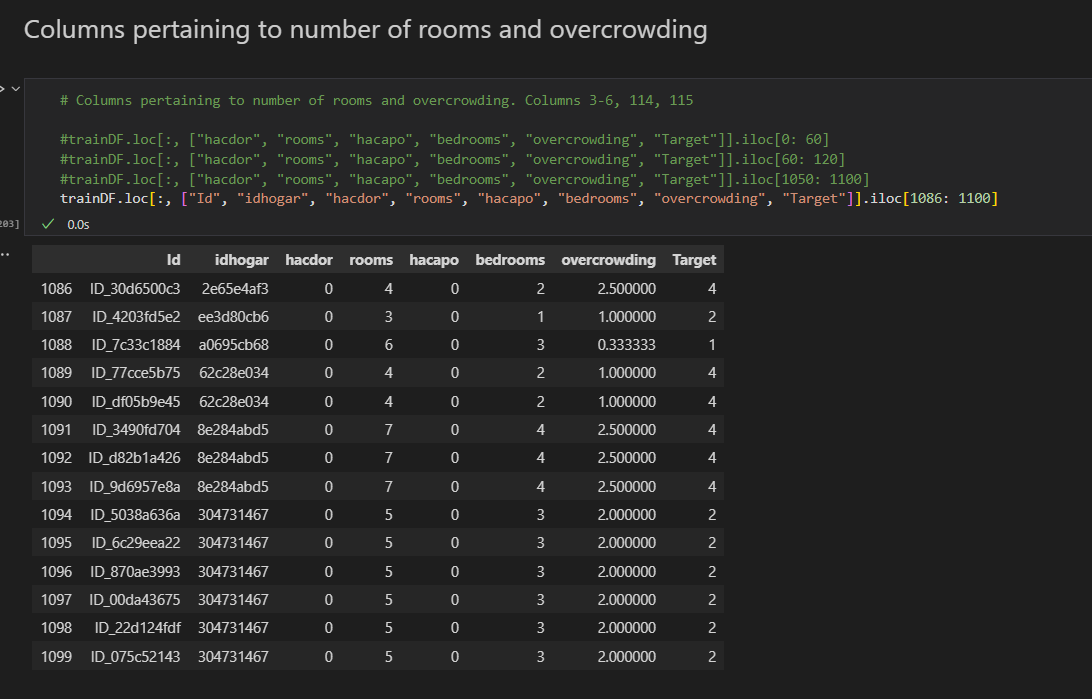 Columns pertaining to number of rooms and overcrowding
# Columns pertaining to number of rooms and overcrowding. Columns 3-6, 114, 115
#trainDF.loc[:, ["hacdor", "rooms", "hacapo", "bedrooms", "overcrowding", "Target"]].iloc[0: 60]
#trainDF.loc[:, ["hacdor", "rooms", "hacapo", "bedrooms", "overcrowding", "Target"]].iloc[60: 120]
#trainDF.loc[:, ["hacdor", "rooms", "hacapo", "bedrooms", "overcrowding", "Target"]].iloc[1050: 1100]
trainDF.loc[:, ["Id", "idhogar", "hacdor", "rooms", "hacapo", "bedrooms", "overcrowding", "Target"]].iloc[1086: 1100]
203] ✓ 0.0s
Id idhogar hacdor rooms hacapo bedrooms overcrowding Target
1086 ID_30d6500c3 2e65e4af3 0 4 0 2 2.500000 4
1087 ID_4203fd5e2 ee3d80cb6 0 3 0 1 1.000000 2
1088 ID_7c33c1884 a0695cb68 0 6 0 3 0.333333 1
1089 ID_77cce5b75 62c28e034 0 4 0 2 1.000000 4
1090 ID_df05b9e45 62c28e034 0 4 0 2 1.000000 4
1091 ID_3490fd704 8e284abd5 0 7 0 4 2.500000 4
1092 ID_d82b1a426 8e284abd5 0 7 0 4 2.500000 4
1093 ID_9d6957e8a 8e284abd5 0 7 0 4 2.500000 4
1094 ID_5038a636a 304731467 0 5 0 3 2.000000 2
1095 ID_6c29eea22 304731467 0 5 0 3 2.000000 2
1096 ID_870ae3993 304731467 0 5 0 3 2.000000 2
1097 ID_00da43675 304731467 0 5 0 3 2.000000 2
1098 ID_22d124fdf 304731467 0 5 0 3 2.000000 2
1099 ID_075c52143 304731467 0 5 0 3 2.000000 2